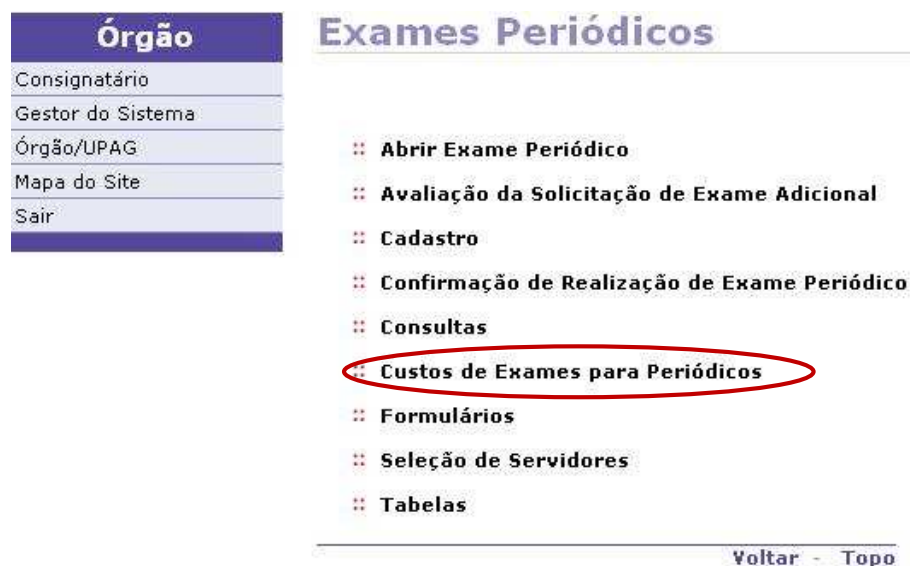 Órgão
Consignatário
Gestor do Sistema
Órgão/UPAG
Mapa do Site
Sair
Exames Periódicos
Abrir Exame Periódico
Avaliação da Solicitação de Exame Adicional
Cadastro
Confirmação de Realização de Exame Periódico
Consultas
Custos de Exames para Periódicos
Formulários
Seleção de Servidores
Tabelas
Voltar - Topo